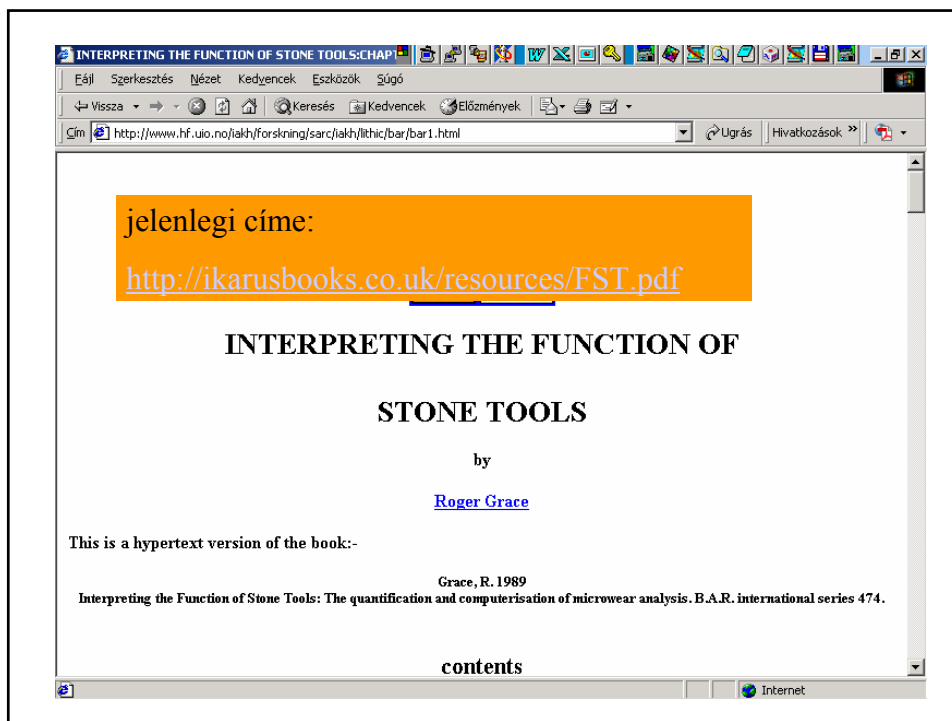 INTERPRETING THE FUNCTION OF STONE TOOLS:CHAPT
Fájl Szerkesztés Nézet Kedvencek Eszközök Súgó
Vissza Keresés Kedvencek Előzmények
Cím http://www.hf.uio.no/iakh/forskning/sarc/iakh/lithic/bar/bar1.html Ugrás Hivatkozások »
jelenlegi címe:
http://ikarusbooks.co.uk/resources/FST.pdf
INTERPRETING THE FUNCTION OF
STONE TOOLS
by
Roger Grace
This is a hypertext version of the book:-
Grace, R. 1989
Interpreting the Function of Stone Tools: The quantification and computerisation of microwear analysis. B.A.R. international series 474.
contents
Internet